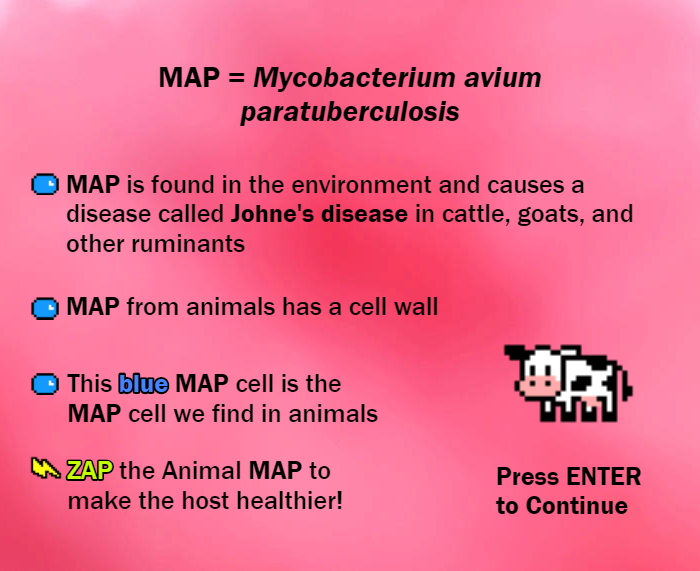 MAP = Mycobacterium avium
paratuberculosis
MAP is found in the environment and causes a
disease called Johne's disease in cattle, goats, and
other ruminants
MAP from animals has a cell wall
This blue MAP cell is the
MAP cell we find in animals
ZAP the Animal MAP to
make the host healthier!
Press ENTER
to Continue